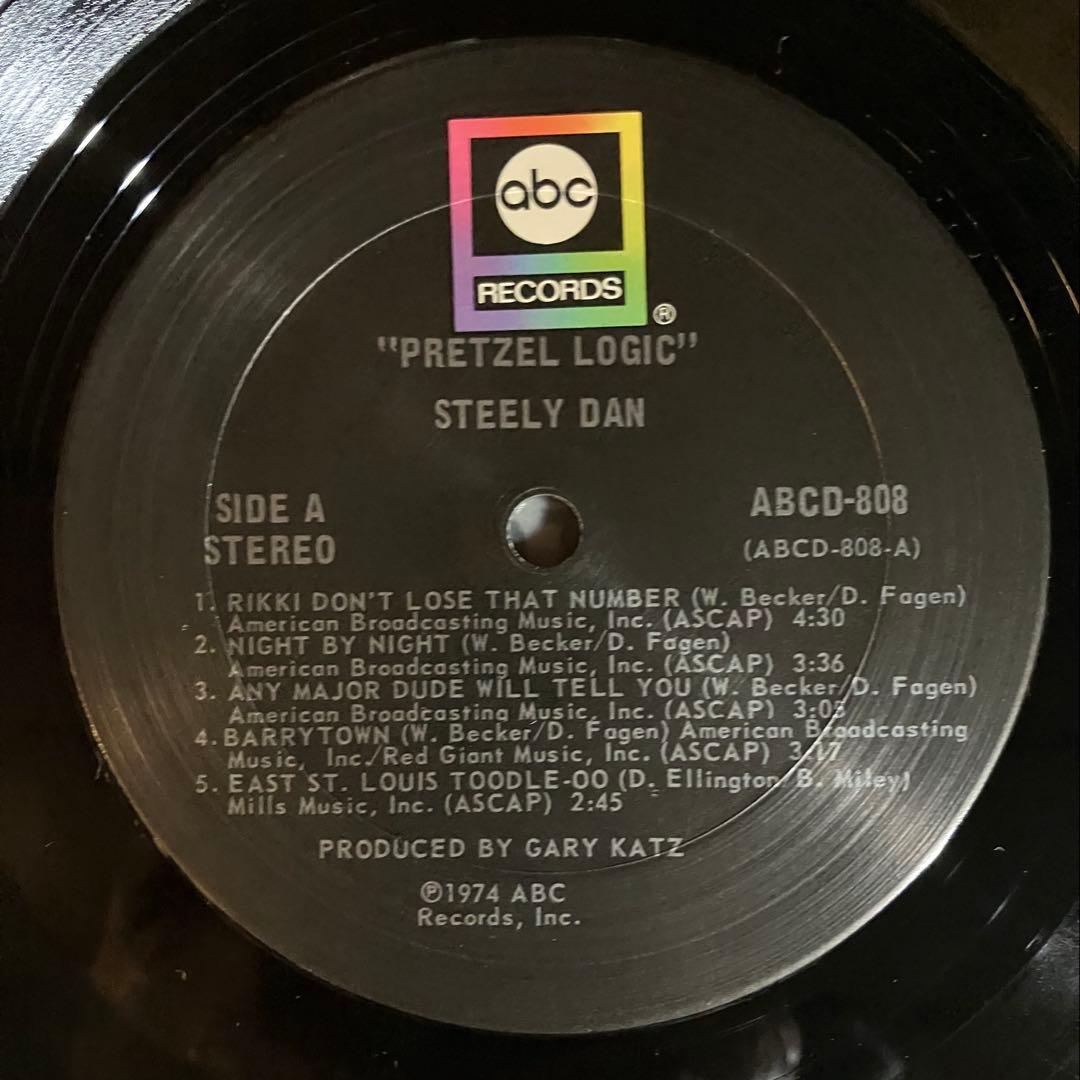 abc
RECORDS
®
"PRETZEL LOGIC"
STEELY DAN
SIDE A
STEREO
ABCD-808
(ABCD-808-A)
1. RIKKI DON'T LOSE THAT NUMBER (W. Becker/D. Fagen)
American Broadcasting Music, Inc. (ASCAP) 4:30
2. NIGHT BY NIGHT (W. Becker/D. Fagen)
American Broadcasting Music, Inc. (ASCAP) 3:36
3. ANY MAJOR DUDE WILL TELL YOU (W. Becker/D. Fagen)
American Broadcasting Music, Inc. (ASCAP)
4. BARRYTOWN (W. Becker/D. Fagen) American Broadcasting
Music, Inc./Red Giant Music, Inc. (ASCAP) 3:17
5. EAST ST. LOUIS TOODLE-OO (D. Ellington/B. Miley)
Mills Music, Inc. (ASCAP) 2:45
PRODUCED BY GARY KATZ
℗1974 ABC
Records, Inc.